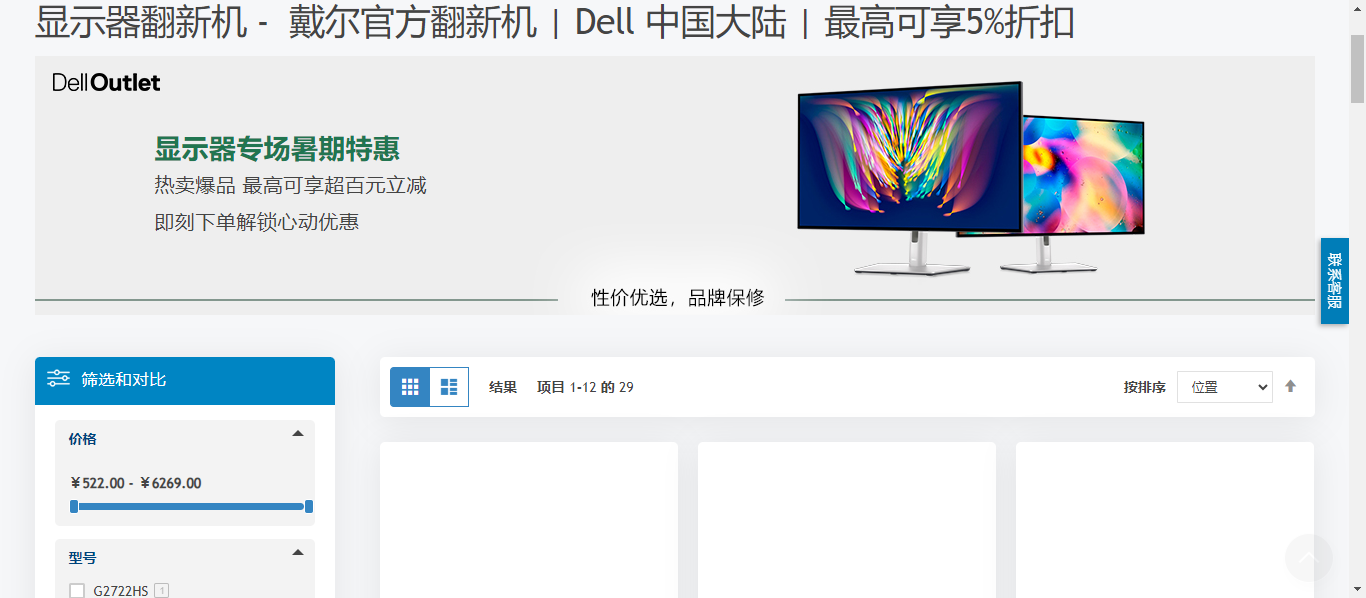 显示器翻新机 - 戴尔官方翻新机 | Dell 中国大陆 | 最高可享5%折扣
DellOutlet
显示器专场暑期特惠
热卖爆品 最高可享超百元立减
即刻下单解锁心动优惠
性价优选，品牌保修
联系客服
筛选和对比
结果 项目 1-12 的 29
按排序 位置
价格
￥522.00 - ￥6269.00
型号
G2722HS 1